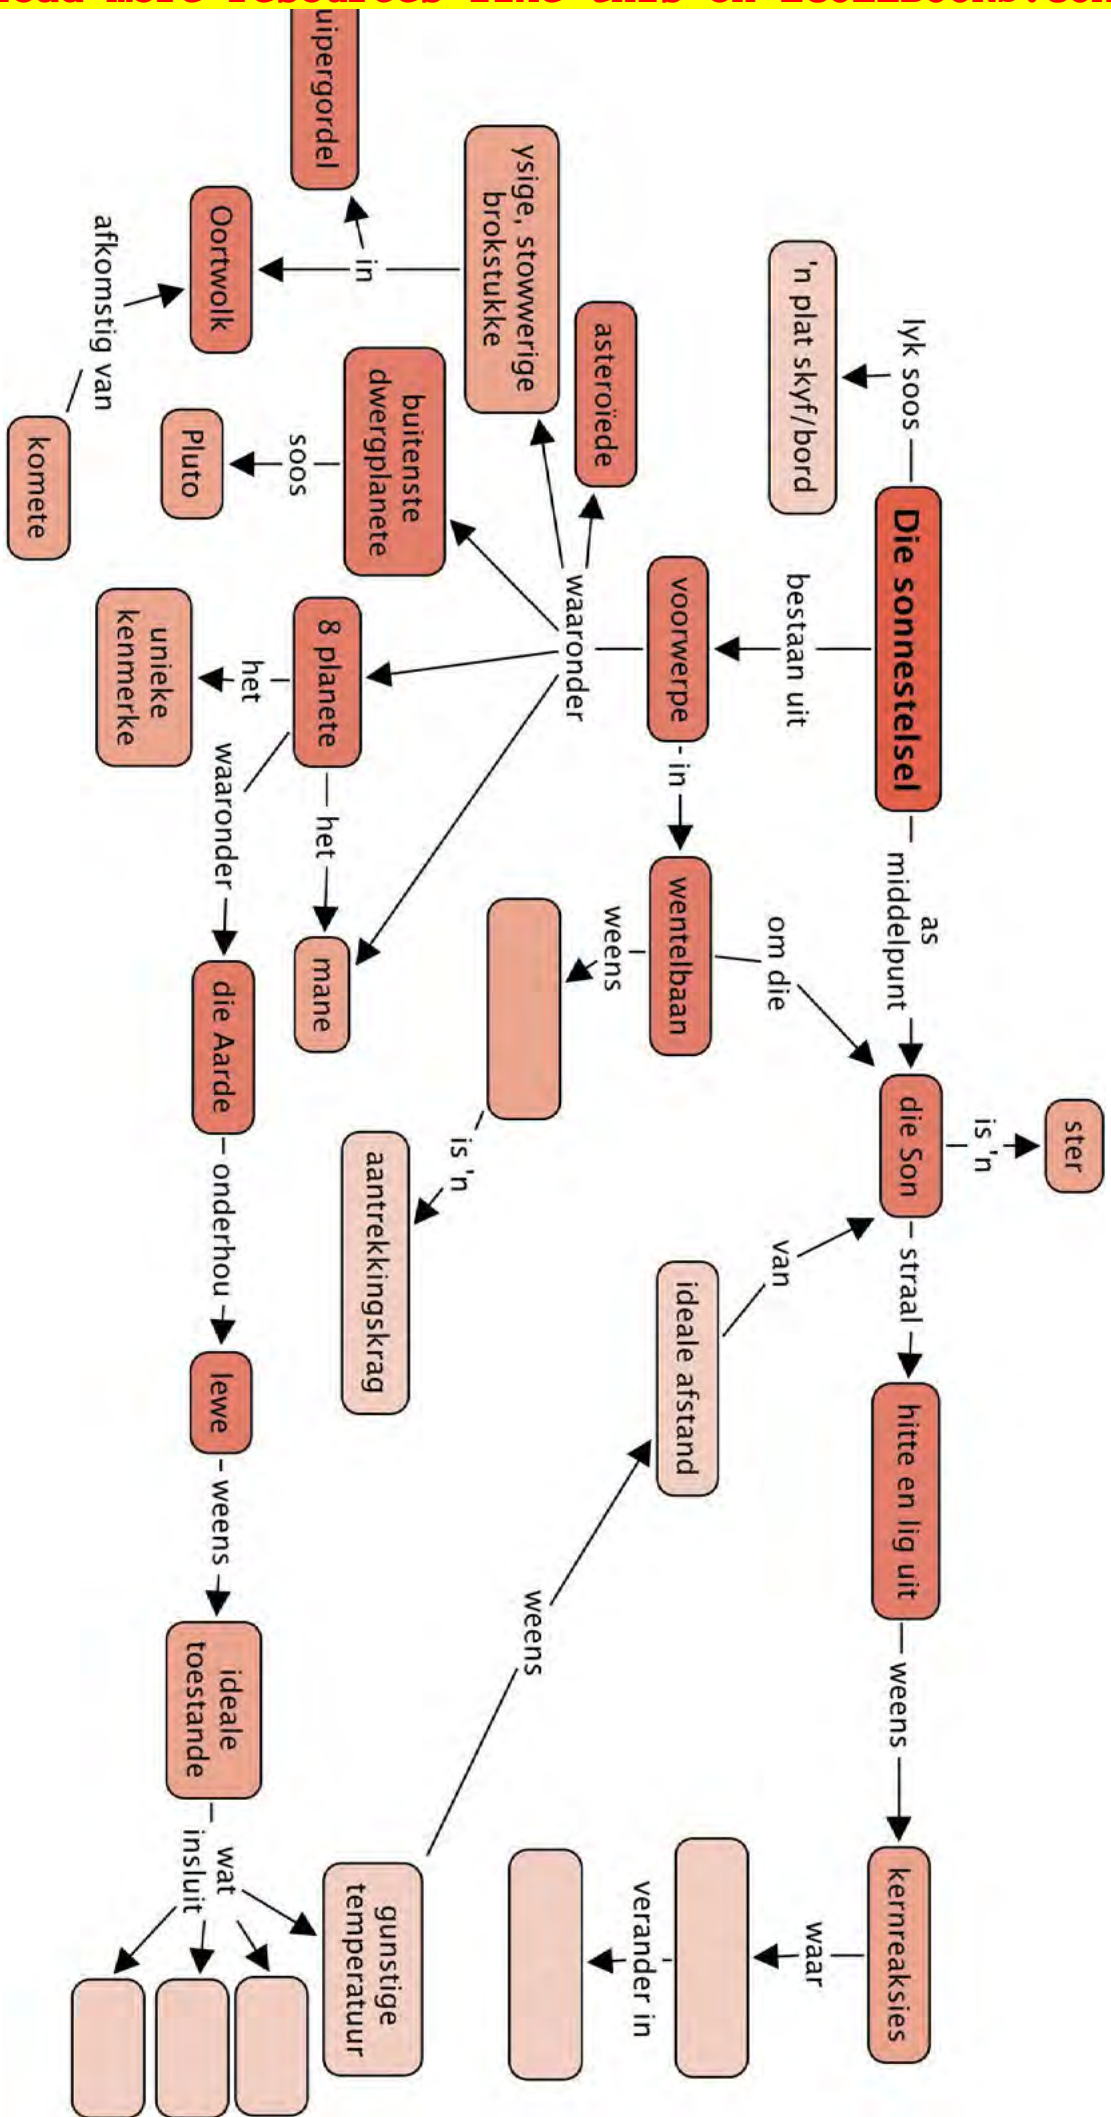 lyk soos
Die sonnestelsel
as
middelpunt
die Son
is 'n
ster
straal
hitte en lig uit
weens
kernreaksies
waar
verander in
'n plat skyf/bord
bestaan uit
voorwerpe
in
wentelbaan
om die
weens
is 'n
aantrekkingskrag
van
ideale afstand
weens
waaronder
asteroïede
ysige, stowwerige
brokstukke
in
uipergordel
Oortwolk
afkomstig van
komete
buitenste
dwergplanete
soos
Pluto
8 planete
het
unieke
kenmerke
het
mane
waaronder
die Aarde
onderhou
lewe
weens
ideale
toestande
wat
insluit
gunstige
temperatuur